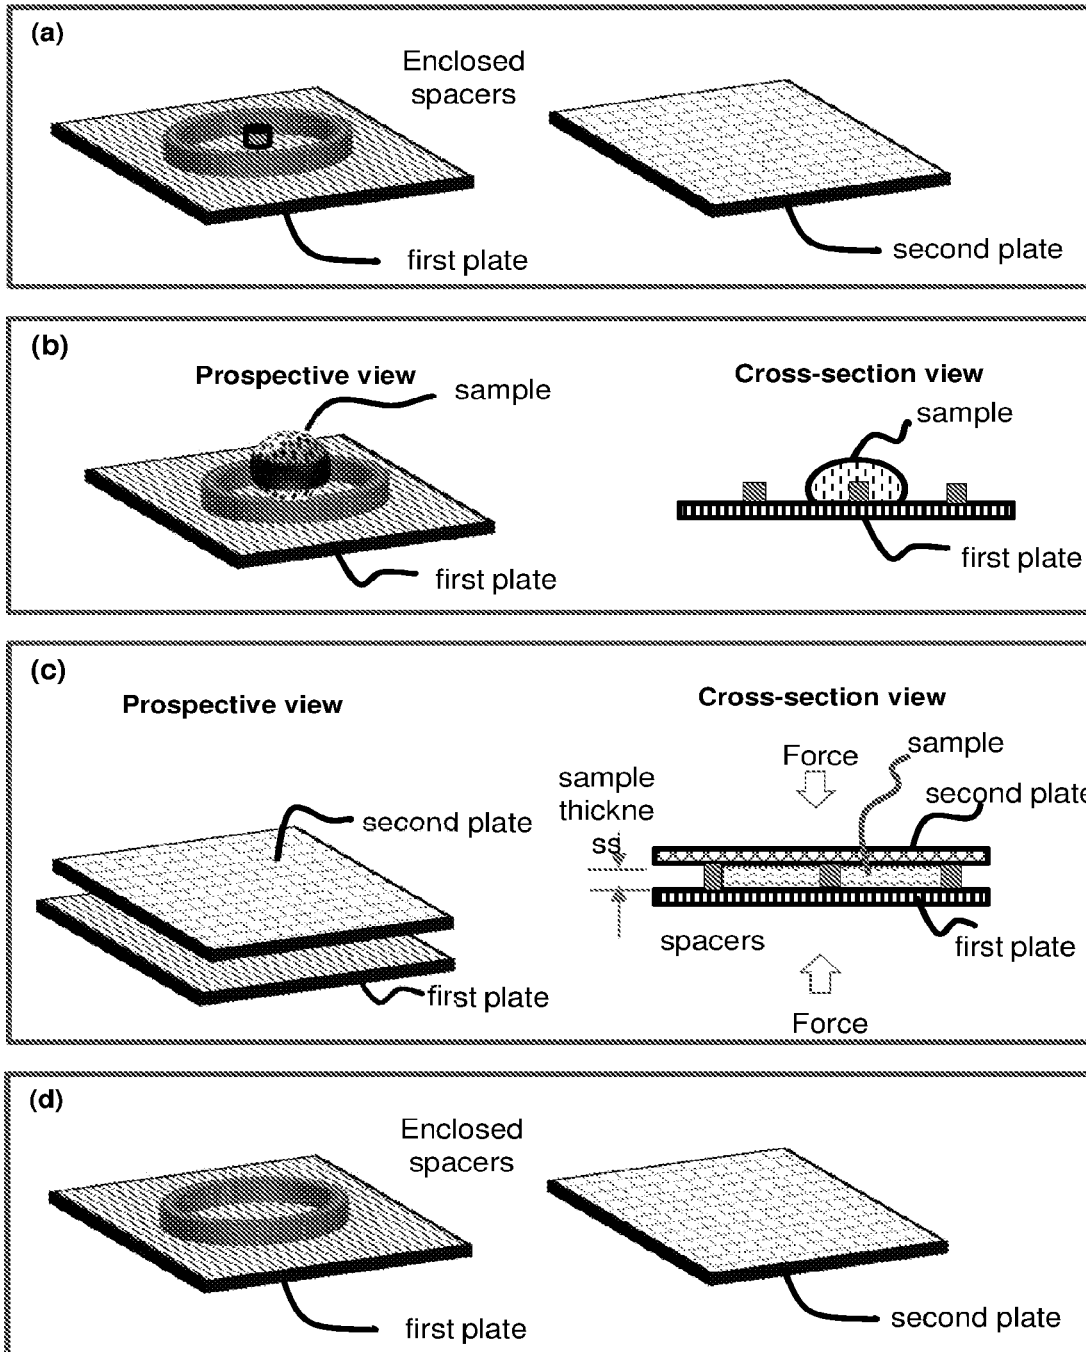 (a)
Enclosed
spacers
first plate
second plate
(b)
Prospective view
sample
first plate
Cross-section view
sample
first plate
(c)
Prospective view
second plate
first plate
Cross-section view
Force
sample
sample
thickne
ss
second plate
spacers
first plate
Force
(d)
Enclosed
spacers
first plate
second plate